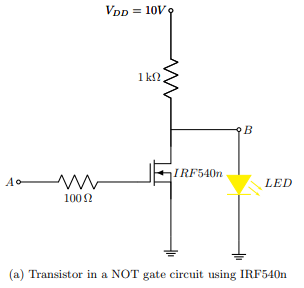 V_DD = 10V
1 kΩ
B
IRF540n
LED
A
100 Ω
(a) Transistor in a NOT gate circuit using IRF540n